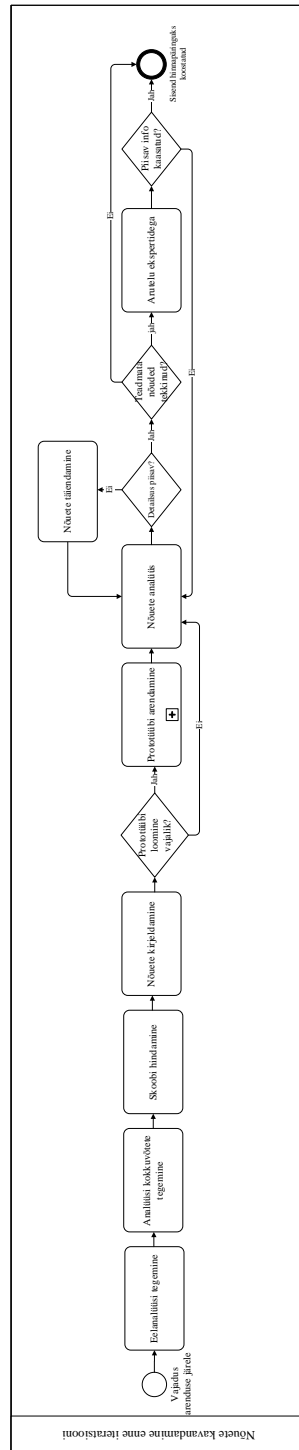 Nõuete kavandamine enne iteratsiooni
Vajadus
arenduse järele
Eelanalüüsi tegemine
Analüüsi kokkuvõtete
tegemine
Skoobi hindamine
Nõuete kirjeldamine
Prototüübi
loomine
vajalik?
Jah
Ei
Prototüübi arendamine
Nõuete analüüs
Detailsus piisav?
Ei
Nõuete täiendamine
Jah
Teadmata
nõuded
tekkinud?
Ei
jah
Arutelu ekspertidega
Piisav info
kaasatud?
Ei
Jah
Sisend hinnapäringuks
koostatud